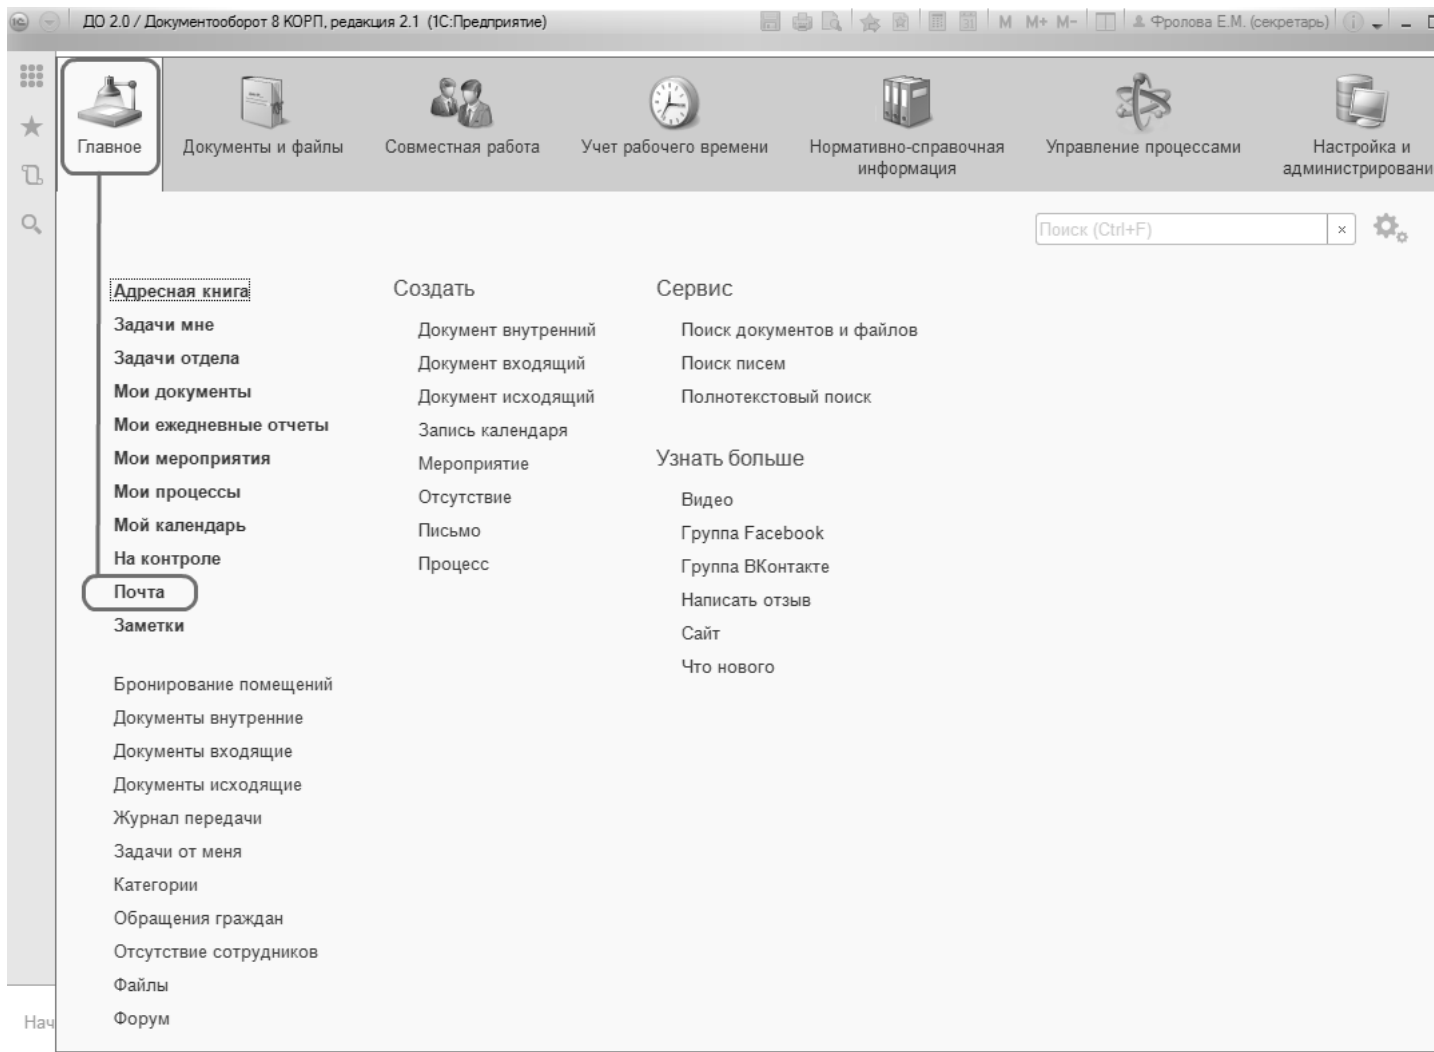 ДО 2.0 / Документооборот 8 КОРП, редакция 2.1 (1С:Предприятие)
M M+ M-
Фролова Е.М. (секретарь)
Главное
Документы и файлы
Совместная работа
Учет рабочего времени
Нормативно-справочная
информация
Управление процессами
Настройка и
администрировани
Поиск (Ctrl+F)
Адресная книга
Задачи мне
Задачи отдела
Мои документы
Мои ежедневные отчеты
Мои мероприятия
Мои процессы
Мой календарь
На контроле
Почта
Заметки
Бронирование помещений
Документы внутренние
Документы входящие
Документы исходящие
Журнал передачи
Задачи от меня
Категории
Обращения граждан
Отсутствие сотрудников
Файлы
Форум
Создать
Документ внутренний
Документ входящий
Документ исходящий
Запись календаря
Мероприятие
Отсутствие
Письмо
Процесс
Сервис
Поиск документов и файлов
Поиск писем
Полнотекстовый поиск
Узнать больше
Видео
Группа Facebook
Группа ВКонтакте
Написать отзыв
Сайт
Что нового
Нач